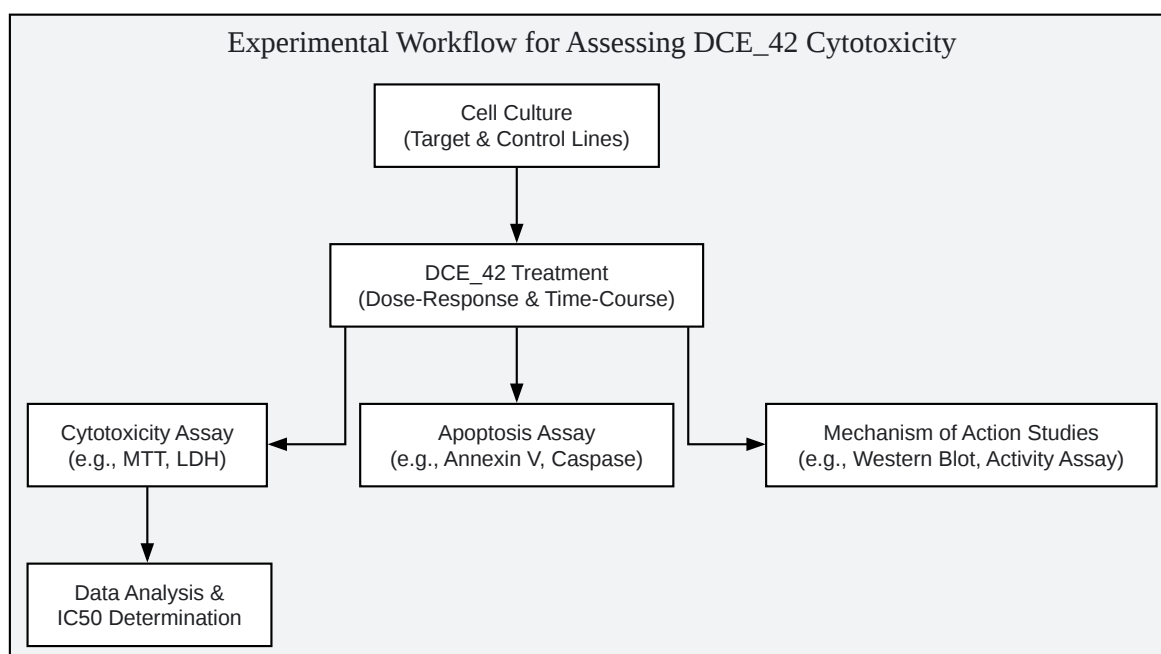 Experimental Workflow for Assessing DCE_42 Cytotoxicity
Cell Culture
(Target & Control Lines)
DCE_42 Treatment
(Dose-Response & Time-Course)
Cytotoxicity Assay
(e.g., MTT, LDH)
Apoptosis Assay
(e.g., Annexin V, Caspase)
Mechanism of Action Studies
(e.g., Western Blot, Activity Assay)
Data Analysis &
IC50 Determination